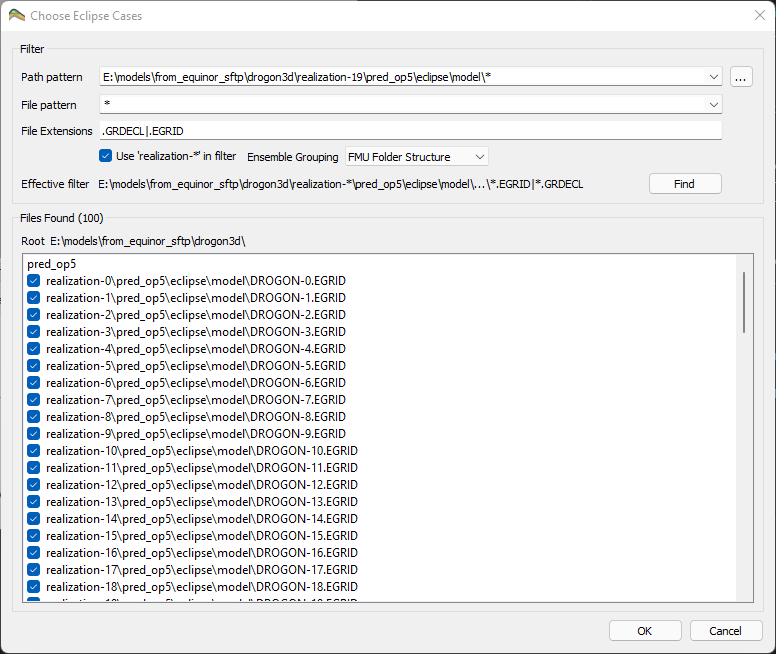 Choose Eclipse Cases
Filter
Path pattern E:\models\from_equinor_sftp\drogon3d\realization-19\pred_op5\eclipse\model\* ...
File pattern *
File Extensions .GRDECL|.EGRID
Use 'realization-*' in filter Ensemble Grouping FMU Folder Structure
Effective filter E:\models\from_equinor_sftp\drogon3d\realization-*\pred_op5\eclipse\model\...\*.EGRID|*.GRDECL Find
Files Found (100)
Root E:\models\from_equinor_sftp\drogon3d\
pred_op5
realization-0\pred_op5\eclipse\model\DROGON-0.EGRID
realization-1\pred_op5\eclipse\model\DROGON-1.EGRID
realization-2\pred_op5\eclipse\model\DROGON-2.EGRID
realization-3\pred_op5\eclipse\model\DROGON-3.EGRID
realization-4\pred_op5\eclipse\model\DROGON-4.EGRID
realization-5\pred_op5\eclipse\model\DROGON-5.EGRID
realization-6\pred_op5\eclipse\model\DROGON-6.EGRID
realization-7\pred_op5\eclipse\model\DROGON-7.EGRID
realization-8\pred_op5\eclipse\model\DROGON-8.EGRID
realization-9\pred_op5\eclipse\model\DROGON-9.EGRID
realization-10\pred_op5\eclipse\model\DROGON-10.EGRID
realization-11\pred_op5\eclipse\model\DROGON-11.EGRID
realization-12\pred_op5\eclipse\model\DROGON-12.EGRID
realization-13\pred_op5\eclipse\model\DROGON-13.EGRID
realization-14\pred_op5\eclipse\model\DROGON-14.EGRID
realization-15\pred_op5\eclipse\model\DROGON-15.EGRID
realization-16\pred_op5\eclipse\model\DROGON-16.EGRID
realization-17\pred_op5\eclipse\model\DROGON-17.EGRID
realization-18\pred_op5\eclipse\model\DROGON-18.EGRID
OK Cancel